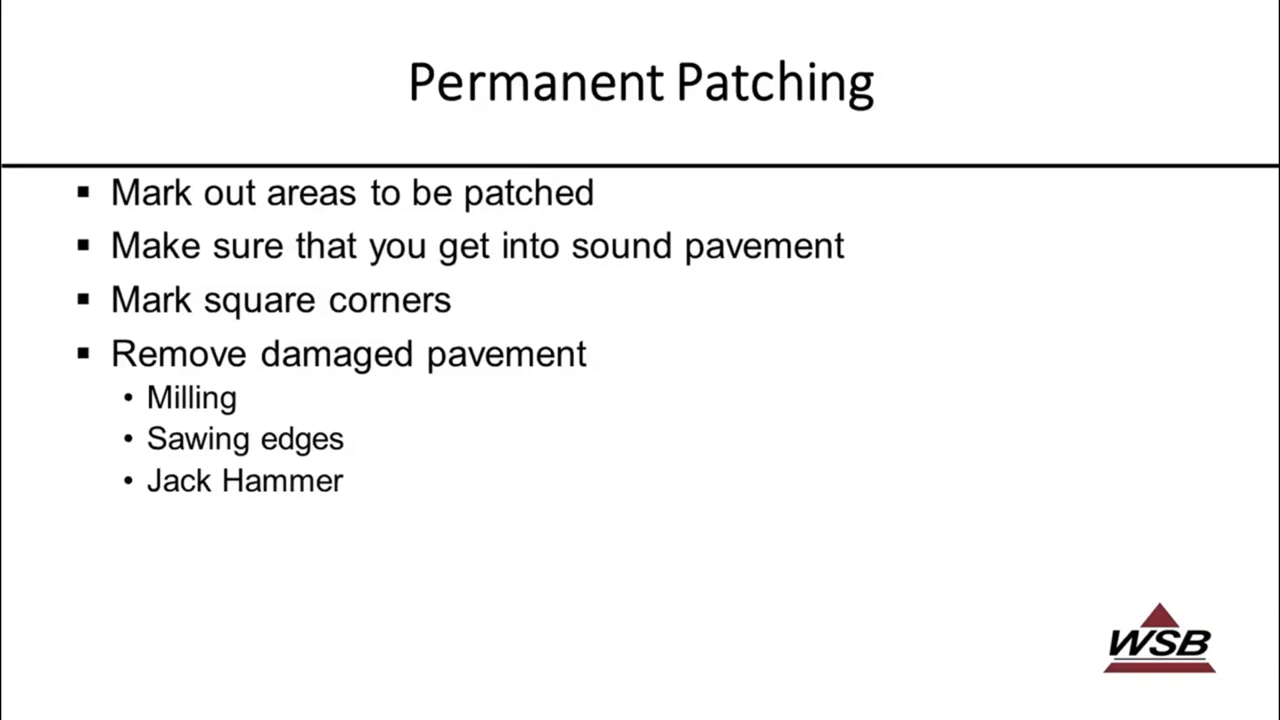 Permanent Patching
▪ Mark out areas to be patched
▪ Make sure that you get into sound pavement
▪ Mark square corners
▪ Remove damaged pavement
• Milling
• Sawing edges
• Jack Hammer
WSB